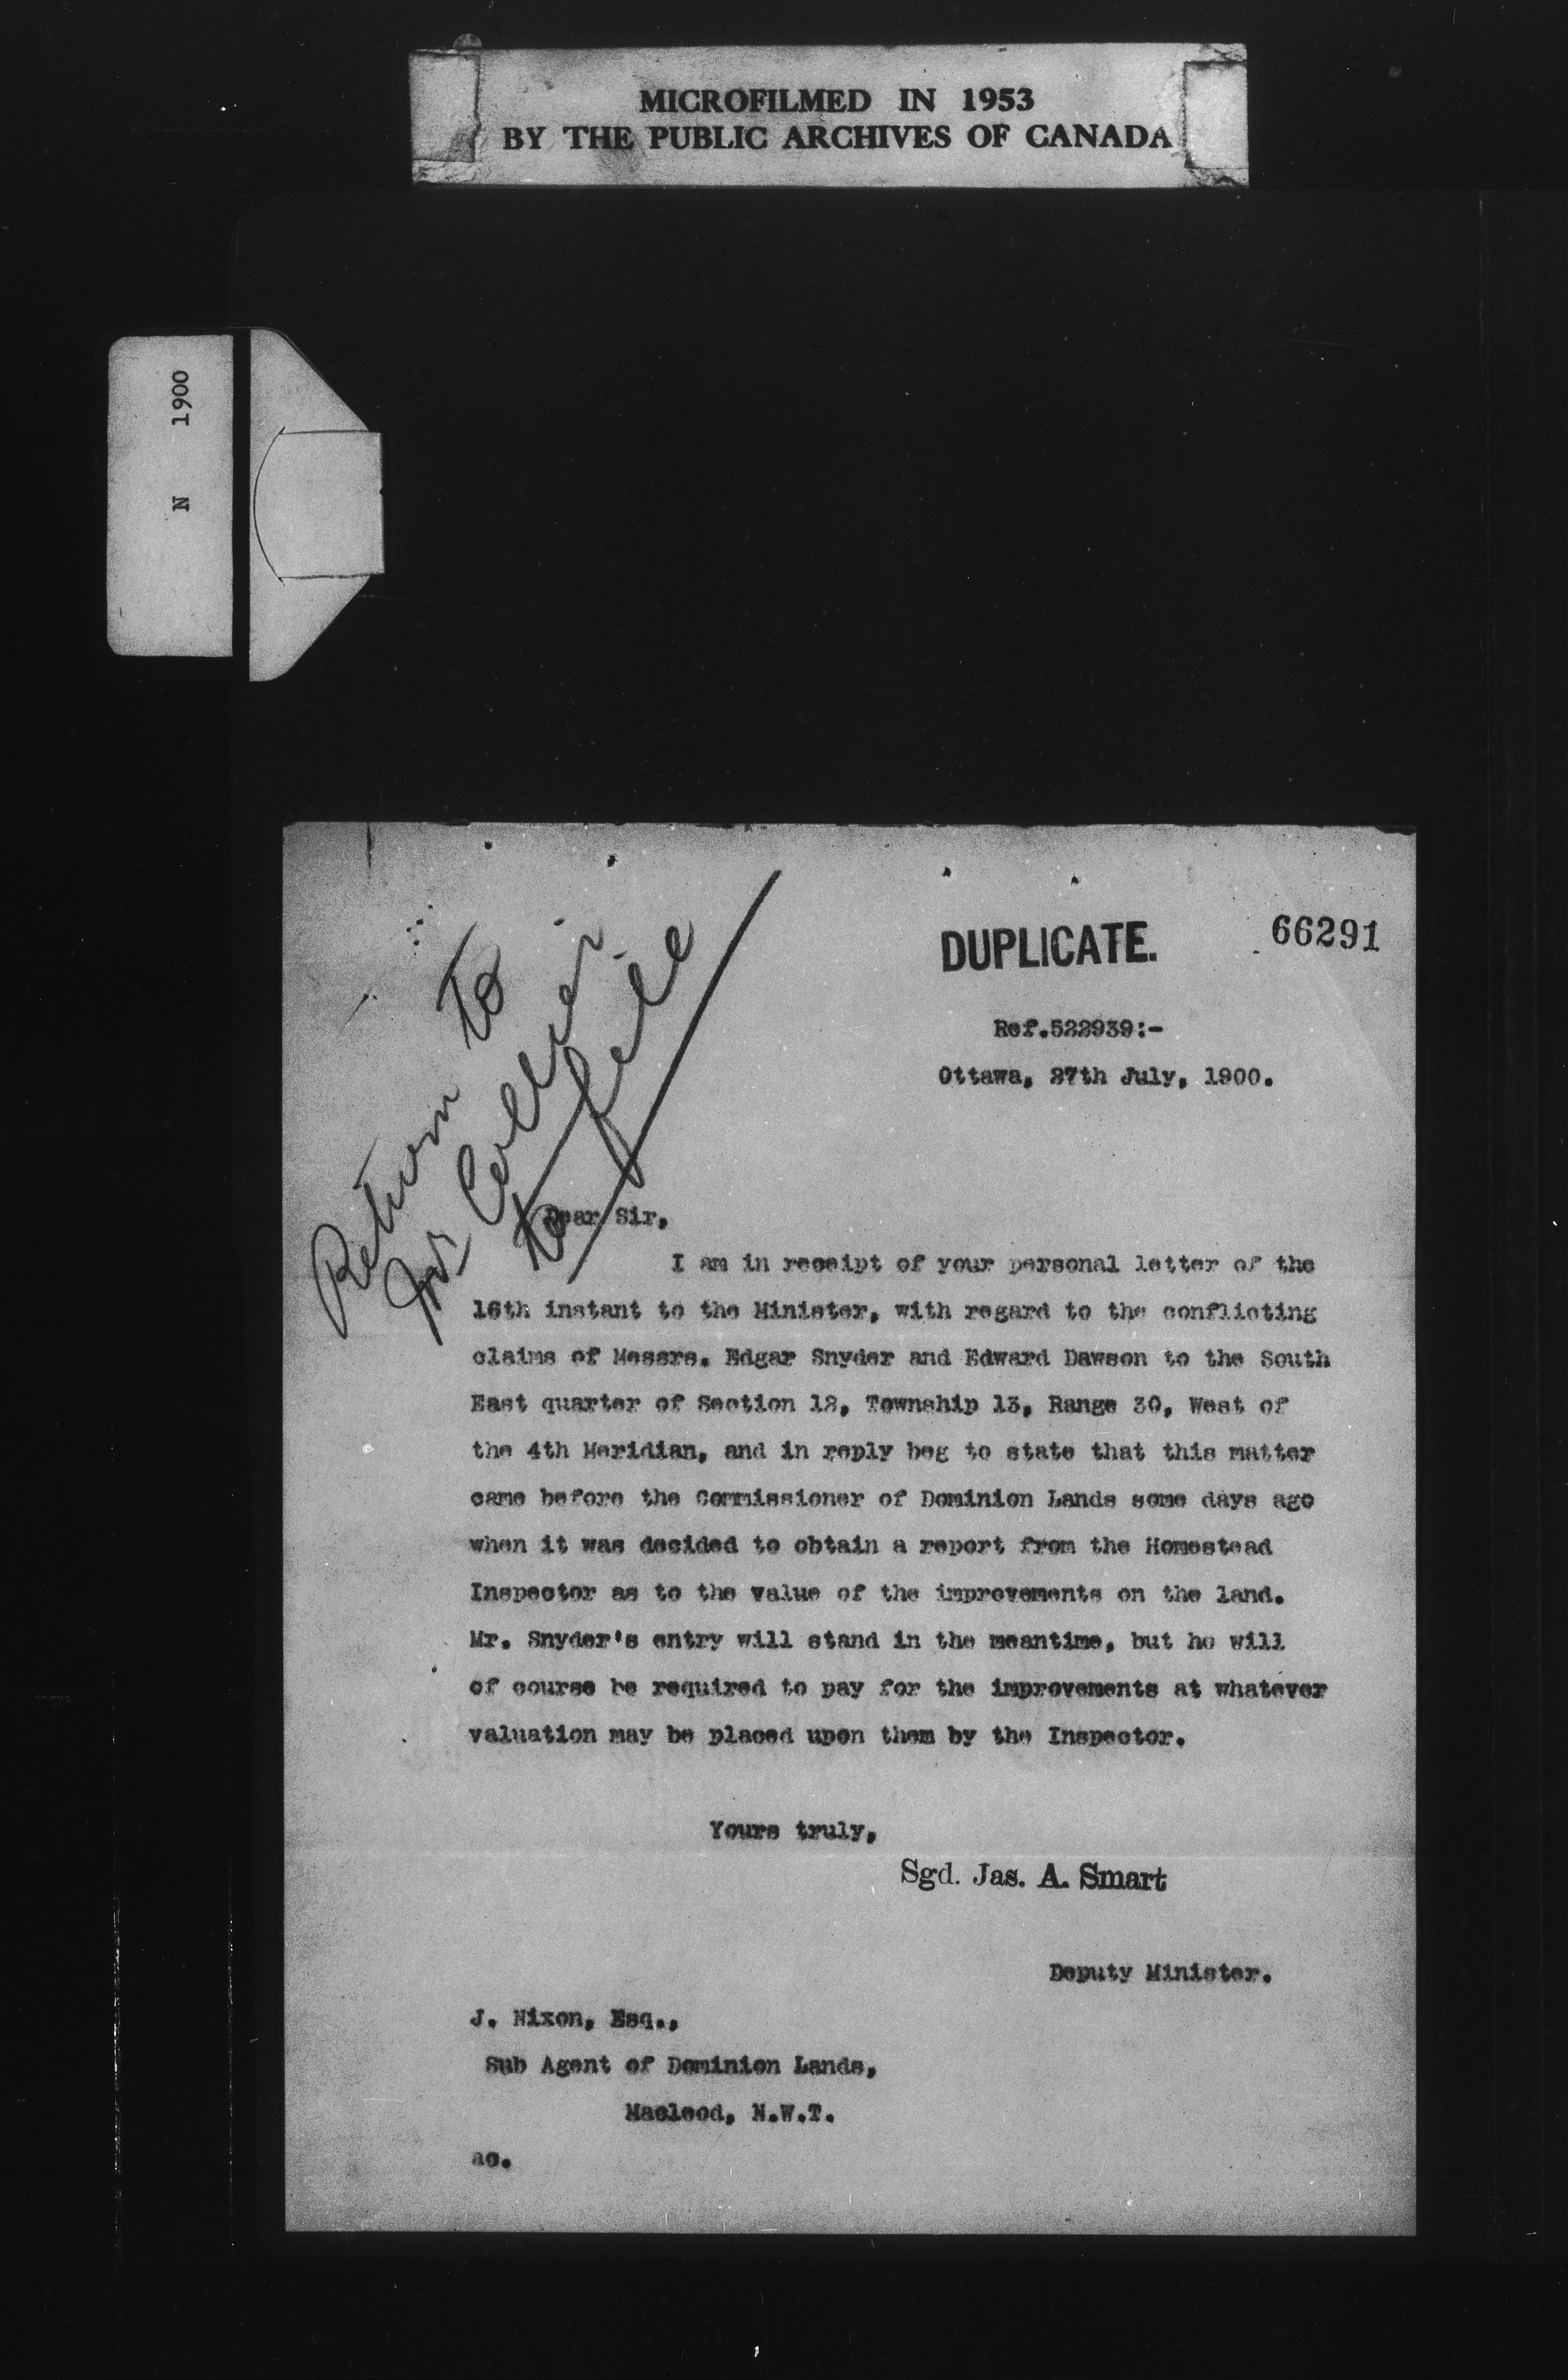 MICROFILMED IN 1953
BY THE PUBLIC ARCHIVES OF CANADA
N 1900
DUPLICATE.
66291
Return to
Mr Collier
to file
Ref.522939:-
Ottawa, 27th July, 1900.
Dear Sir,
I am in receipt of your personal letter of the
16th instant to the Minister, with regard to the conflicting
claims of Messrs. Edgar Snyder and Edward Dawson to the South
East quarter of Section 12, Township 13, Range 30, West of
the 4th Meridian, and in reply beg to state that this matter
came before the Commissioner of Dominion Lands some days ago
when it was decided to obtain a report from the Homestead
Inspector as to the value of the improvements on the land.
Mr. Snyder's entry will stand in the meantime, but he will
of course be required to pay for the improvements at whatever
valuation may be placed upon them by the Inspector.
Yours truly,
Sgd. Jas. A. Smart
Deputy Minister.
J. Nixon, Esq.,
Sub Agent of Dominion Lands,
Macleod, N.W.T.
ac.